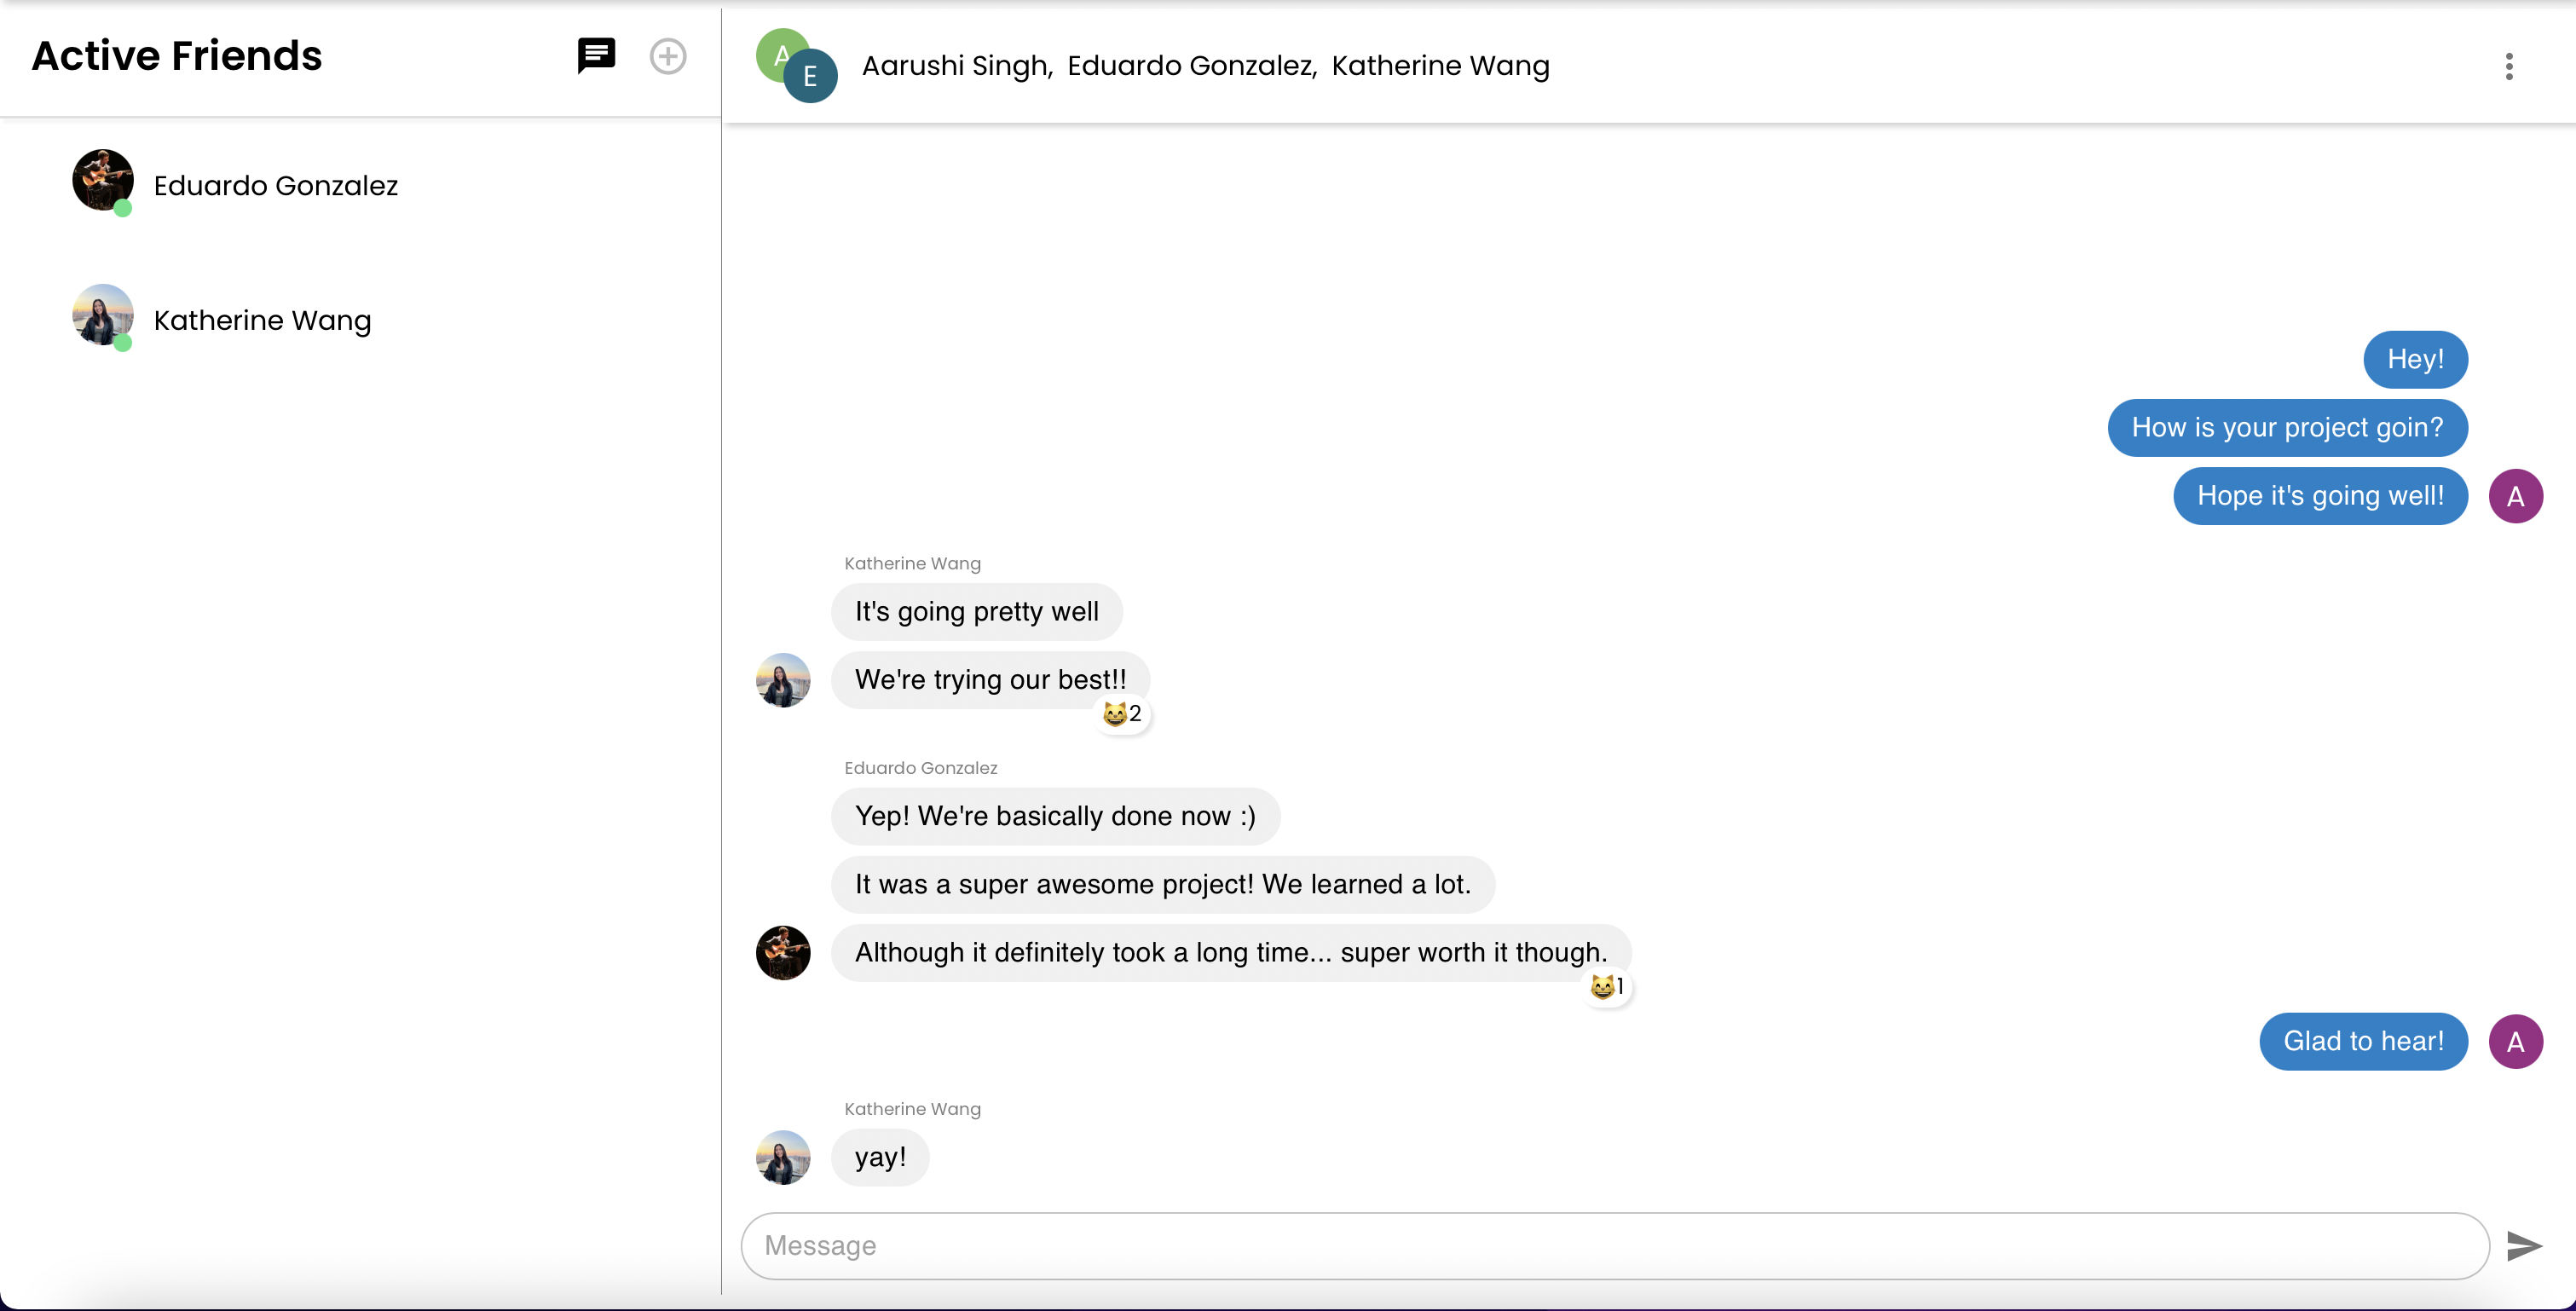 Active Friends
Eduardo Gonzalez
Katherine Wang
A
E
Aarushi Singh, Eduardo Gonzalez, Katherine Wang
Hey!
How is your project goin?
Hope it's going well!
A
Katherine Wang
It's going pretty well
We're trying our best!!
😸2
Eduardo Gonzalez
Yep! We're basically done now :)
It was a super awesome project! We learned a lot.
Although it definitely took a long time... super worth it though.
😸1
Glad to hear!
A
Katherine Wang
yay!
Message